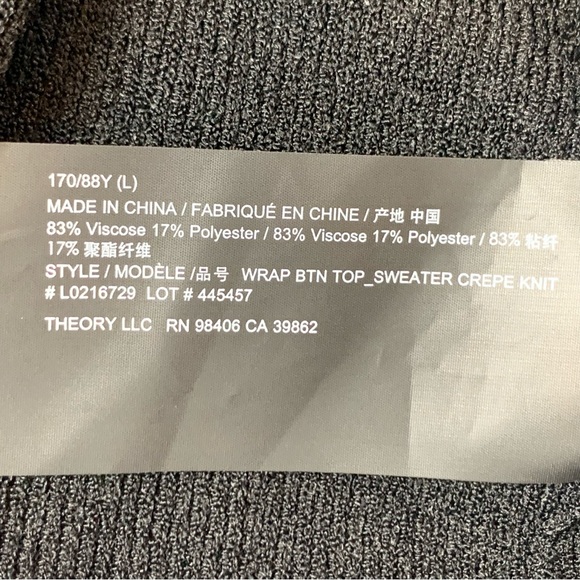 170/88Y (L)
MADE IN CHINA / FABRIQUÉ EN CHINE / 产地 中国
83% Viscose 17% Polyester / 83% Viscose 17% Polyester / 83% 粘纤
17% 聚酯纤维
STYLE / MODÈLE /品号 WRAP BTN TOP_SWEATER CREPE KNIT
# L0216729 LOT # 445457
THEORY LLC RN 98406 CA 39862